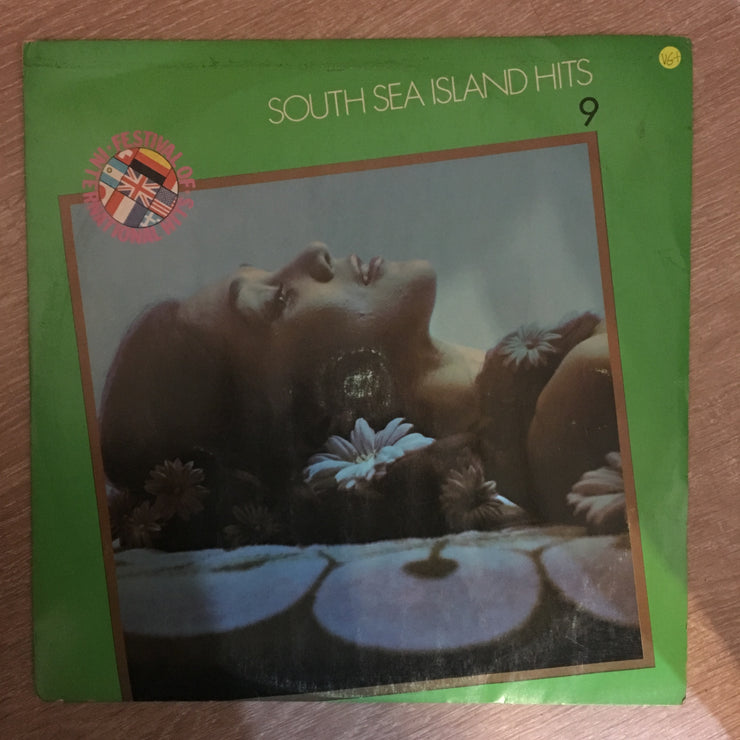 SOUTH SEA ISLAND HITS
9
VG+
FESTIVAL OF
INTERNATIONAL HITS